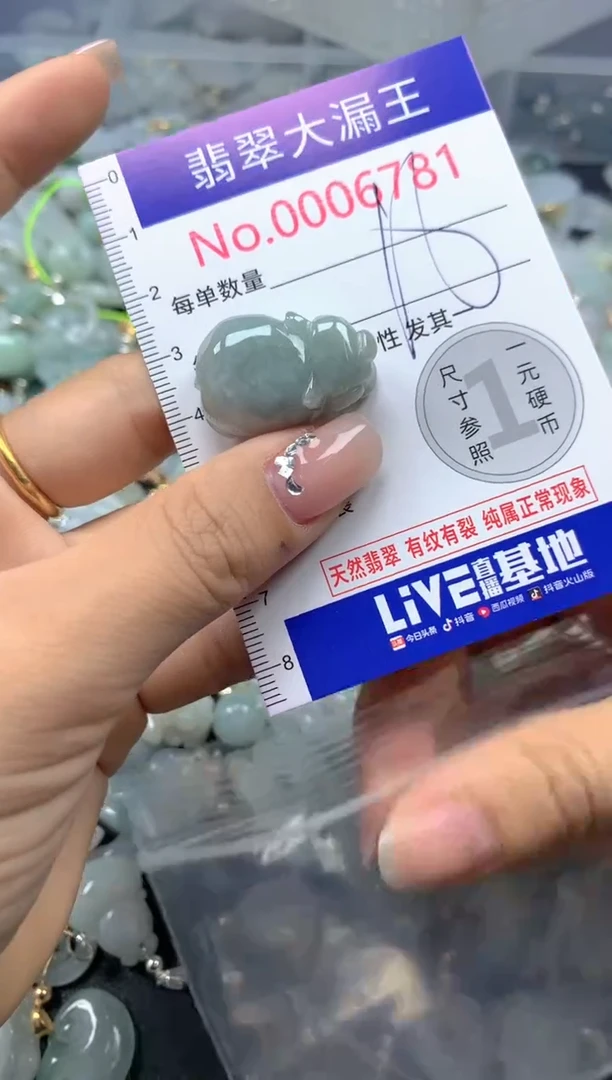 翡翠大漏王
No.0006781
每单数量
性 发其一
0
1
2
3
4
7
8
1
尺寸参照
一元硬币
天然翡翠 有纹有裂 纯属正常现象
LiVE直播基地
今日头条 抖音 西瓜视频 抖音火山版